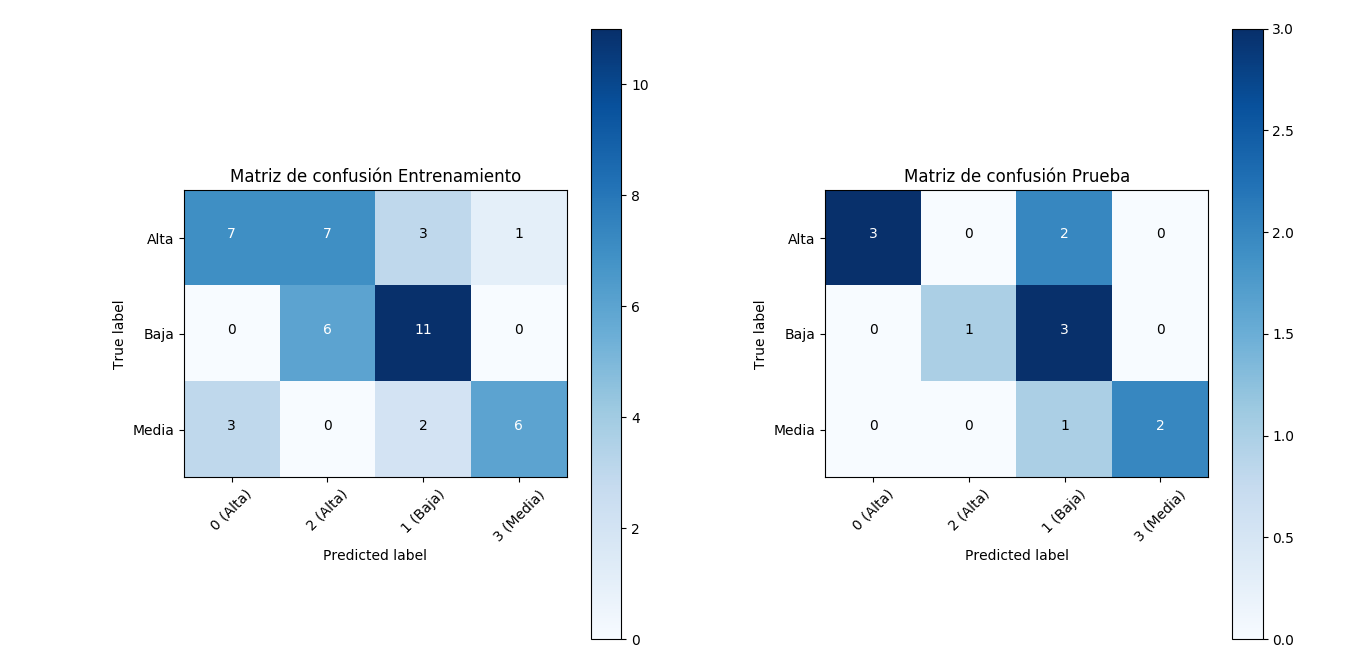 Matriz de confusión Entrenamiento
True label
Alta
7 7 3 1
Baja
0 6 11 0
Media
3 0 2 6
0 (Alta)
2 (Alta)
1 (Baja)
3 (Media)
Predicted label
10
8
6
4
2
0
Matriz de confusión Prueba
True label
Alta
3 0 2 0
Baja
0 1 3 0
Media
0 0 1 2
0 (Alta)
2 (Alta)
1 (Baja)
3 (Media)
Predicted label
3.0
2.5
2.0
1.5
1.0
0.5
0.0